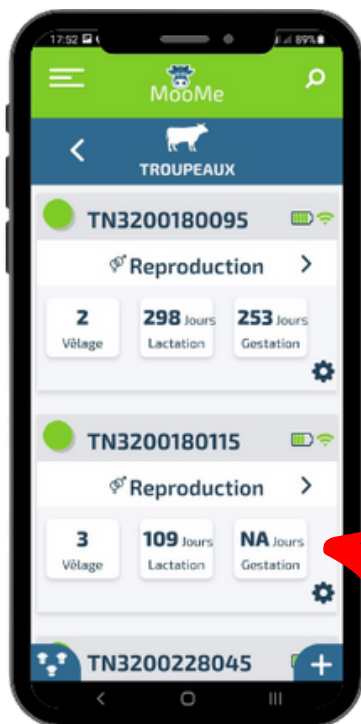 17:52 89%
MooMe
TROUPEAUX
TN3200180095
Reproduction
2 298 Jours 253 Jours
Vêlage Lactation Gestation
TN3200180115
Reproduction
3 109 Jours NA Jours
Vêlage Lactation Gestation
TN3200228045